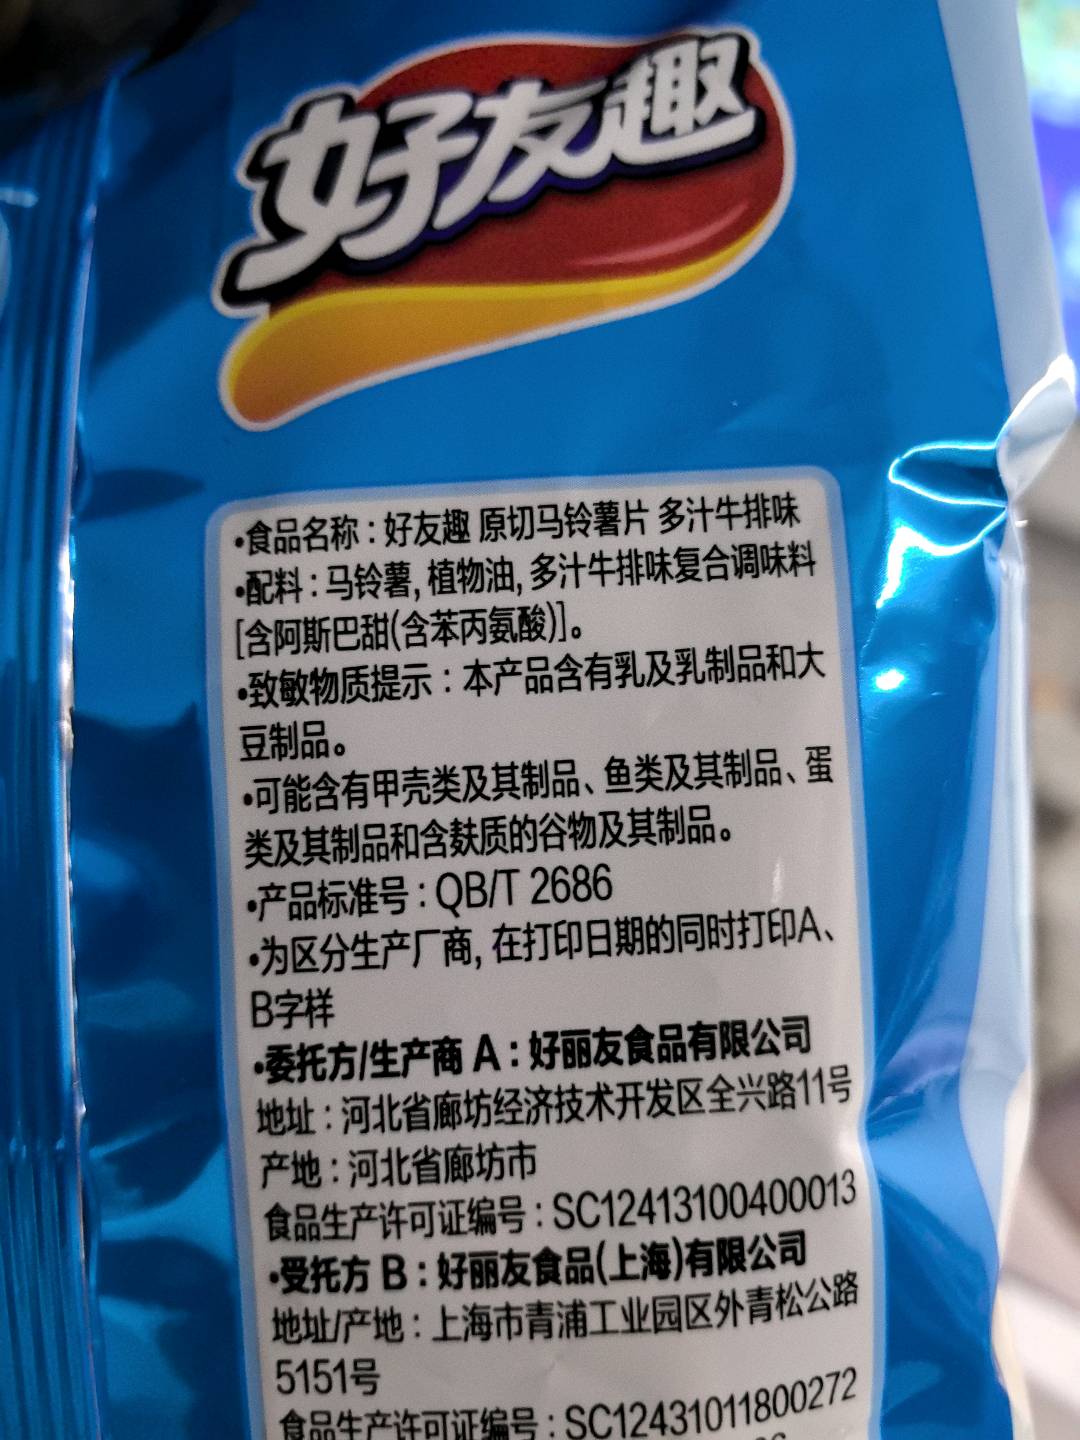 好友趣
•食品名称：好友趣 原切马铃薯片 多汁牛排味
•配料：马铃薯, 植物油, 多汁牛排味复合调味料
[含阿斯巴甜(含苯丙氨酸)]。
•致敏物质提示：本产品含有乳及乳制品和大
豆制品。
•可能含有甲壳类及其制品、鱼类及其制品、蛋
类及其制品和含麸质的谷物及其制品。
•产品标准号：QB/T 2686
•为区分生产厂商, 在打印日期的同时打印A、
B字样
•委托方/生产商 A：好丽友食品有限公司
地址：河北省廊坊经济技术开发区全兴路11号
产地：河北省廊坊市
食品生产许可证编号：SC12413100400013
•受托方 B：好丽友食品(上海)有限公司
地址/产地：上海市青浦工业园区外青松公路
5151号
食品生产许可证编号：SC12431011800272